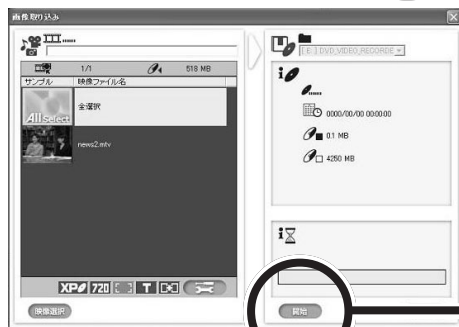 画像取り込み
[E:] DVD_VIDEO_RECORDE
1/1
518 MB
サンプル
映像ファイル名
All Select
全選択
news2.mtv
0000/00/00 00:00:00
0.1 MB
4250 MB
XP 720 T
映像選択
開始